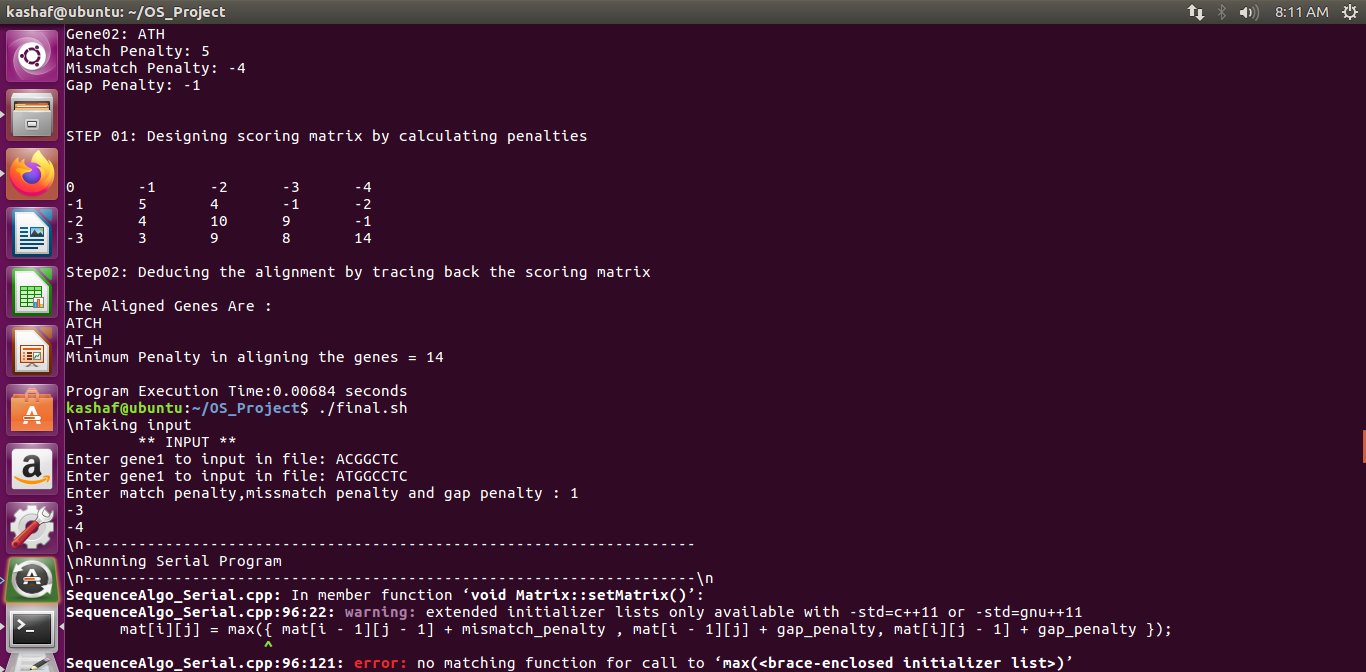 kashaf@ubuntu: ~/OS_Project
8:11 AM
Gene02: ATH
Match Penalty: 5
Mismatch Penalty: -4
Gap Penalty: -1
STEP 01: Designing scoring matrix by calculating penalties
0 -1 -2 -3 -4
-1 5 4 -1 -2
-2 4 10 9 -1
-3 3 9 8 14
Step02: Deducing the alignment by tracing back the scoring matrix
The Aligned Genes Are :
ATCH
AT_H
Minimum Penalty in aligning the genes = 14
Program Execution Time:0.00684 seconds
kashaf@ubuntu:~/OS_Project$ ./final.sh
\nTaking input
** INPUT **
Enter gene1 to input in file: ACGGCTC
Enter gene1 to input in file: ATGGCCTC
Enter match penalty,missmatch penalty and gap penalty : 1
-3
-4
\n--------------------------------------------------------------------
\nRunning Serial Program
\n--------------------------------------------------------------------\n
SequenceAlgo_Serial.cpp: In member function ‘void Matrix::setMatrix()’:
SequenceAlgo_Serial.cpp:96:22: warning: extended initializer lists only available with -std=c++11 or -std=gnu++11
mat[i][j] = max({ mat[i - 1][j - 1] + mismatch_penalty , mat[i - 1][j] + gap_penalty, mat[i][j - 1] + gap_penalty });
^
SequenceAlgo_Serial.cpp:96:121: error: no matching function for call to ‘max(<brace-enclosed initializer list>)’